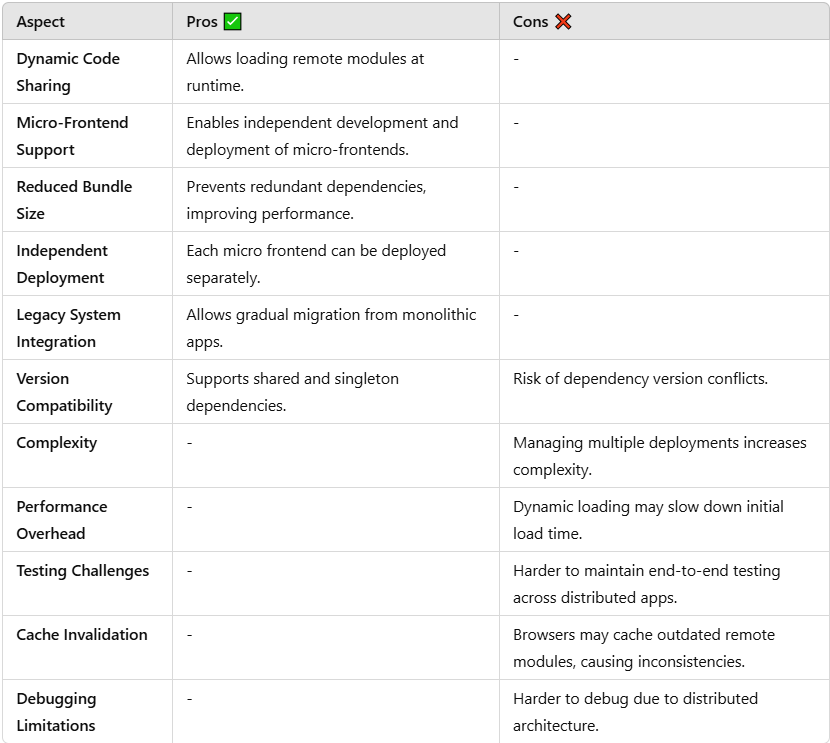 Aspect Pros ✅ Cons ❌
Dynamic Code Allows loading remote modules at -
Sharing runtime.
Micro-Frontend Enables independent development and -
Support deployment of micro-frontends.
Reduced Bundle Prevents redundant dependencies, -
Size improving performance.
Independent Each micro frontend can be deployed -
Deployment separately.
Legacy System Allows gradual migration from monolithic -
Integration apps.
Version Supports shared and singleton Risk of dependency version conflicts.
Compatibility dependencies.
Complexity - Managing multiple deployments increases
complexity.
Performance - Dynamic loading may slow down initial
Overhead load time.
Testing Challenges - Harder to maintain end-to-end testing
across distributed apps.
Cache Invalidation - Browsers may cache outdated remote
modules, causing inconsistencies.
Debugging - Harder to debug due to distributed
Limitations architecture.